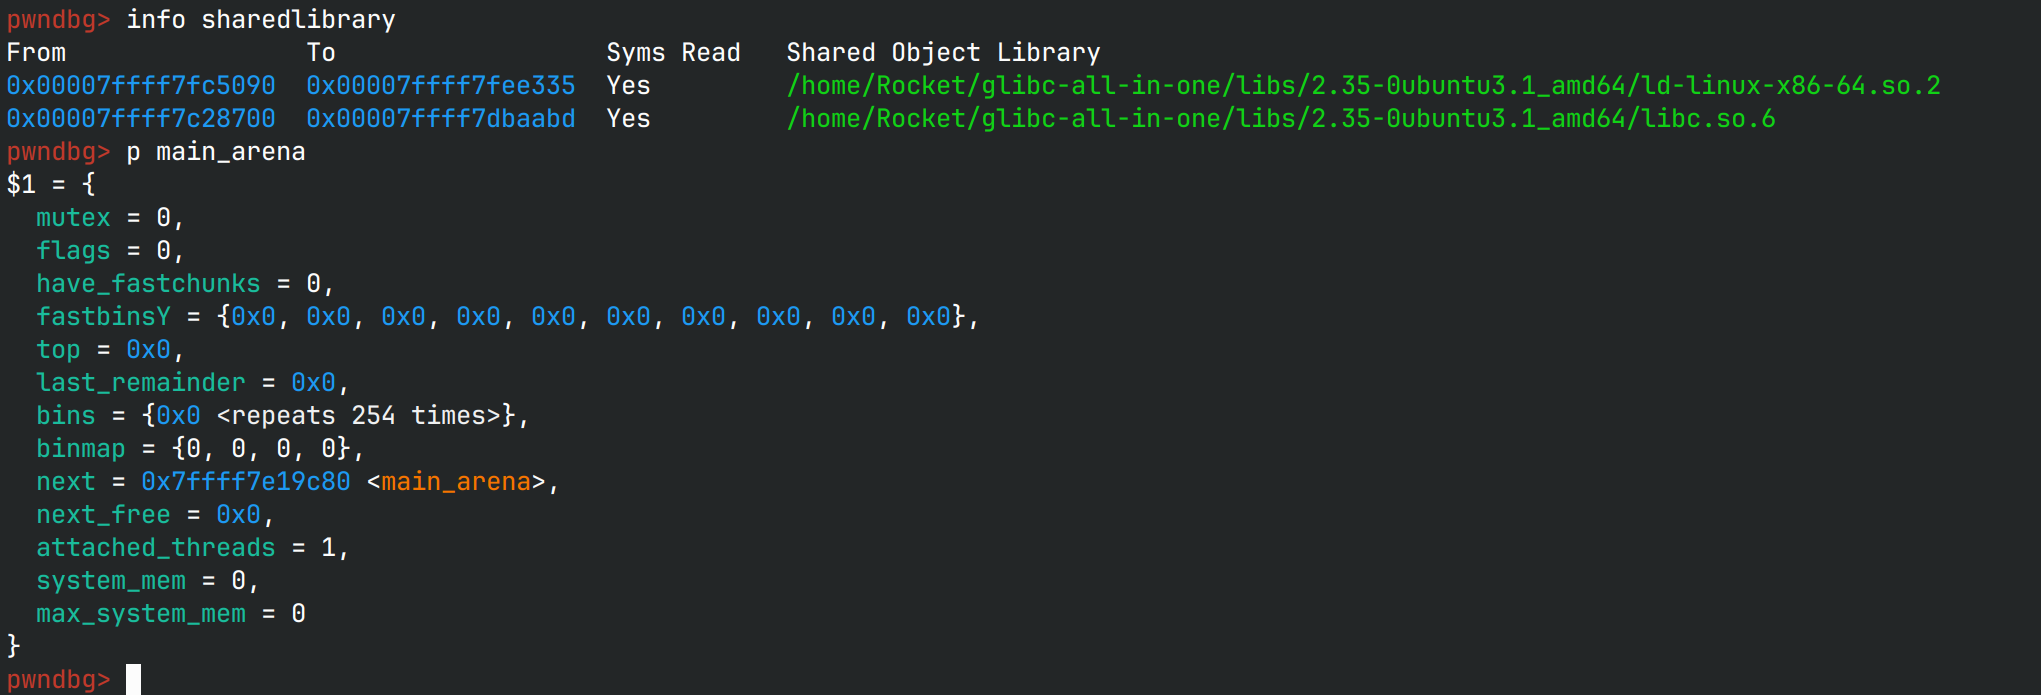 pwndbg> info sharedlibrary
From                To                  Syms Read   Shared Object Library
0x00007ffff7fc5090  0x00007ffff7fee335  Yes         /home/Rocket/glibc-all-in-one/libs/2.35-0ubuntu3.1_amd64/ld-linux-x86-64.so.2
0x00007ffff7c28700  0x00007ffff7dbaabd  Yes         /home/Rocket/glibc-all-in-one/libs/2.35-0ubuntu3.1_amd64/libc.so.6
pwndbg> p main_arena
$1 = {
  mutex = 0,
  flags = 0,
  have_fastchunks = 0,
  fastbinsY = {0x0, 0x0, 0x0, 0x0, 0x0, 0x0, 0x0, 0x0, 0x0, 0x0},
  top = 0x0,
  last_remainder = 0x0,
  bins = {0x0 <repeats 254 times>},
  binmap = {0, 0, 0, 0},
  next = 0x7ffff7e19c80 <main_arena>,
  next_free = 0x0,
  attached_threads = 1,
  system_mem = 0,
  max_system_mem = 0
}
pwndbg>